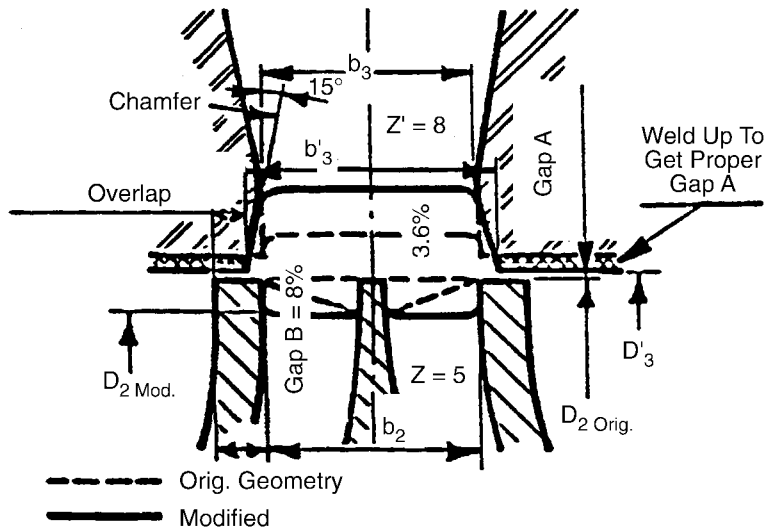 b3
15°
Chamfer
Z' = 8
b'3
Gap A
Weld Up To
Get Proper
Gap A
Overlap
3.6%
Gap B = 8%
D2 Mod.
Z = 5
D'3
D2 Orig.
b2
Orig. Geometry
Modified